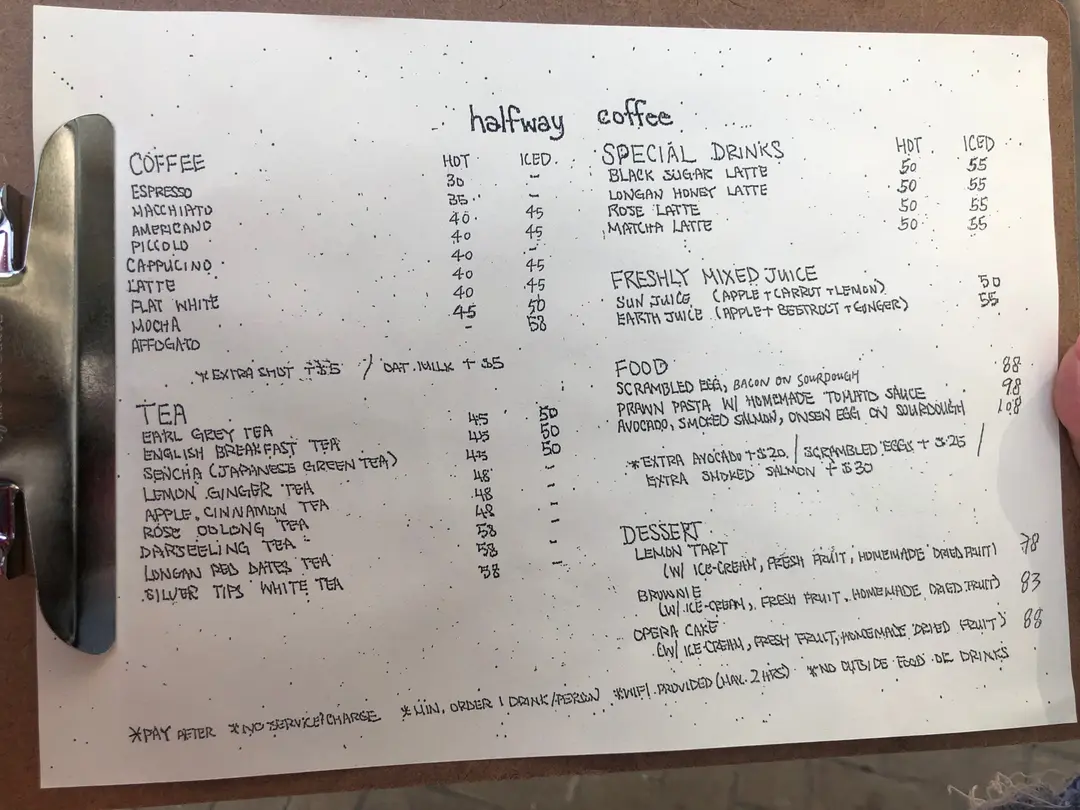 halfway coffee
COFFEE HOT ICED
ESPRESSO 30 -
MACCHIATO 35 -
AMERICANO 40 45
PICCOLO 40 45
CAPPUCINO 40 -
LATTE 40 45
FLAT WHITE 40 45
MOCHA 45 50
AFFOGATO - 58
*EXTRA SHOT +$5 / OAT MILK + $5
TEA
EARL GREY TEA 45 50
ENGLISH BREAKFAST TEA 45 50
SENCHA (JAPANESE GREEN TEA) 45 50
LEMON GINGER TEA 48 -
APPLE, CINNAMON TEA 48 -
ROSE OOLONG TEA 48 -
DARJEELING TEA 58 -
LONGAN RED DATES TEA 58 -
SILVER TIPS WHITE TEA 58 -
SPECIAL DRINKS HOT ICED
BLACK SUGAR LATTE 50 55
LONGAN HONEY LATTE 50 55
ROSE LATTE 50 55
MATCHA LATTE 50 55
FRESHLY MIXED JUICE
SUN JUICE (APPLE + CARROT + LEMON) 50
EARTH JUICE (APPLE + BEETROOT + GINGER) 55
FOOD
SCRAMBLED EGG, BACON ON SOURDOUGH 88
PRAWN PASTA W/ HOMEMADE TOMATO SAUCE 98
AVOCADO, SMOKED SALMON, ONSEN EGG ON SOURDOUGH 108
*EXTRA AVOCADO + $20 / SCRAMBLED EGGS + $25 /
EXTRA SMOKED SALMON + $30
DESSERT
LEMON TART 78
(W/ ICE-CREAM, FRESH FRUIT, HOMEMADE DRIED FRUIT)
BROWNIE 83
(W/ ICE-CREAM, FRESH FRUIT, HOMEMADE DRIED FRUIT)
OPERA CAKE 88
(W/ ICE-CREAM, FRESH FRUIT, HOMEMADE DRIED FRUIT)
*PAY AFTER *NO SERVICE CHARGE *MIN. ORDER 1 DRINK/PERSON *WIFI PROVIDED (MAX. 2 HRS) *NO OUTSIDE FOOD OR DRINKS